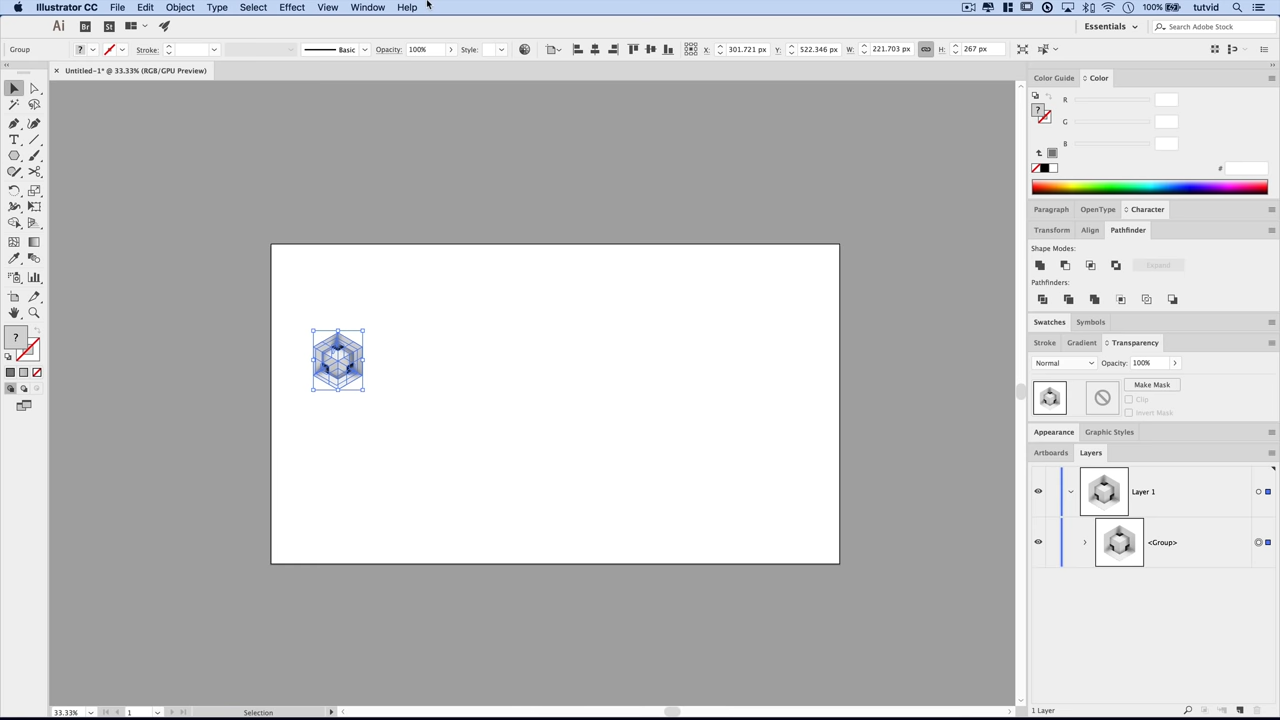 Illustrator CC File Edit Object Type Select Effect View Window Help 100% tutvid
Ai Br St Essentials Search Adobe Stock
Group ? Stroke: Basic Opacity: 100% Style: X: 301.721 px Y: 522.346 px W: 221.703 px H: 267 px
× Untitled-1* @ 33.33% (RGB/GPU Preview)
Color Guide Color
R
?
G
B
#
Paragraph OpenType Character
Transform Align Pathfinder
Shape Modes:
Expand
Pathfinders:
Swatches Symbols
?
Stroke Gradient Transparency
Normal Opacity: 100%
Make Mask
Clip
Invert Mask
Appearance Graphic Styles
Artboards Layers
Layer 1
<Group>
33.33% 1 Selection 1 Layer